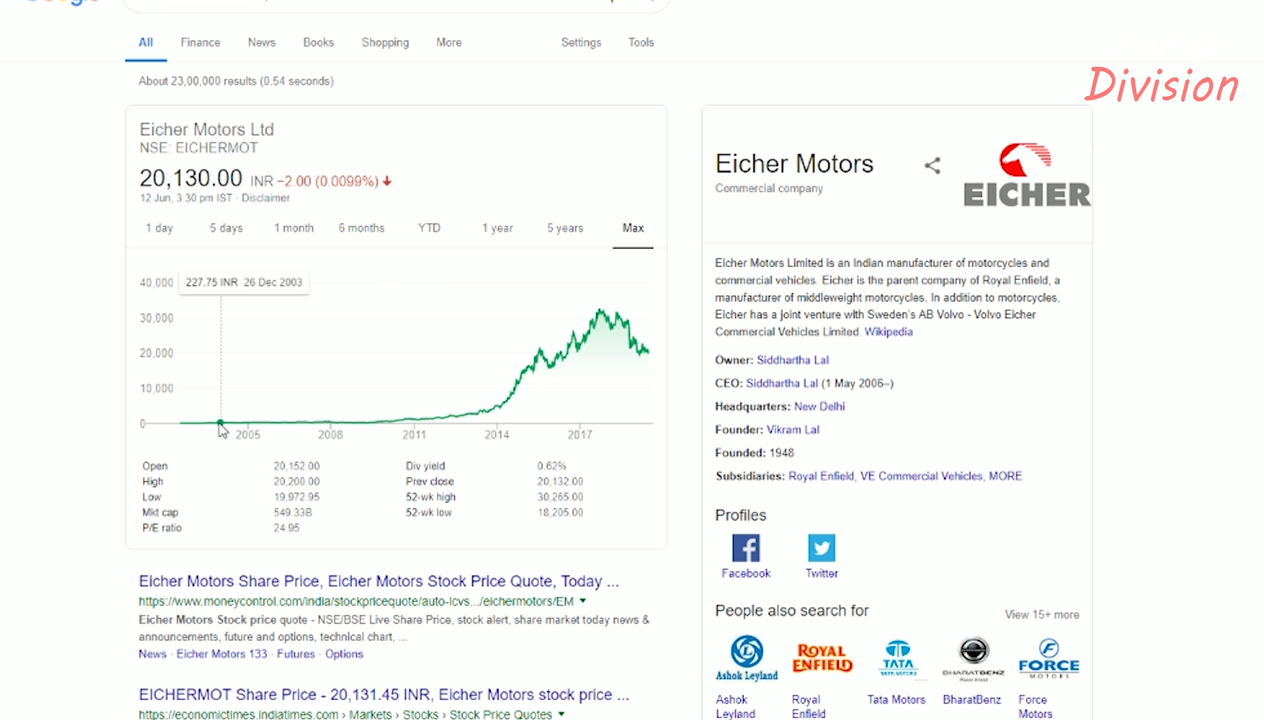 All Finance News Books Shopping More Settings Tools
Division
About 23,00,000 results (0.54 seconds)
Eicher Motors Ltd
NSE: EICHERMOT
20,130.00 INR −2.00 (0.0099%)
12 Jun, 3:30 pm IST · Disclaimer
1 day 5 days 1 month 6 months YTD 1 year 5 years Max
227.75 INR 26 Dec 2003
40,000
30,000
20,000
10,000
0
2005 2008 2011 2014 2017
Open 20,152.00 Div yield 0.62%
High 20,200.00 Prev close 20,132.00
Low 19,972.95 52-wk high 30,265.00
Mkt cap 549.33B 52-wk low 18,205.00
P/E ratio 24.95
Eicher Motors Share Price, Eicher Motors Stock Price Quote, Today ...
https://www.moneycontrol.com/india/stockpricequote/auto-lcvs.../eichermotors/EM
Eicher Motors Stock price quote - NSE/BSE Live Share Price, stock alert, share market today news &
announcements, future and options, technical chart, ...
News · Eicher Motors 133 · Futures · Options
EICHERMOT Share Price - 20,131.45 INR, Eicher Motors stock price ...
https://economictimes.indiatimes.com › Markets › Stocks › Stock Price Quotes
Eicher Motors
Commercial company
EICHER
Eicher Motors Limited is an Indian manufacturer of motorcycles and
commercial vehicles. Eicher is the parent company of Royal Enfield, a
manufacturer of middleweight motorcycles. In addition to motorcycles,
Eicher has a joint venture with Sweden's AB Volvo - Volvo Eicher
Commercial Vehicles Limited. Wikipedia
Owner: Siddhartha Lal
CEO: Siddhartha Lal (1 May 2006–)
Headquarters: New Delhi
Founder: Vikram Lal
Founded: 1948
Subsidiaries: Royal Enfield, VE Commercial Vehicles, MORE
Profiles
Facebook Twitter
People also search for View 15+ more
Ashok Leyland
ROYAL ENFIELD
TATA
TATA MOTORS
BHARATBENZ
FORCE
MOTORS
Ashok Leyland
Royal Enfield
Tata Motors
BharatBenz
Force Motors